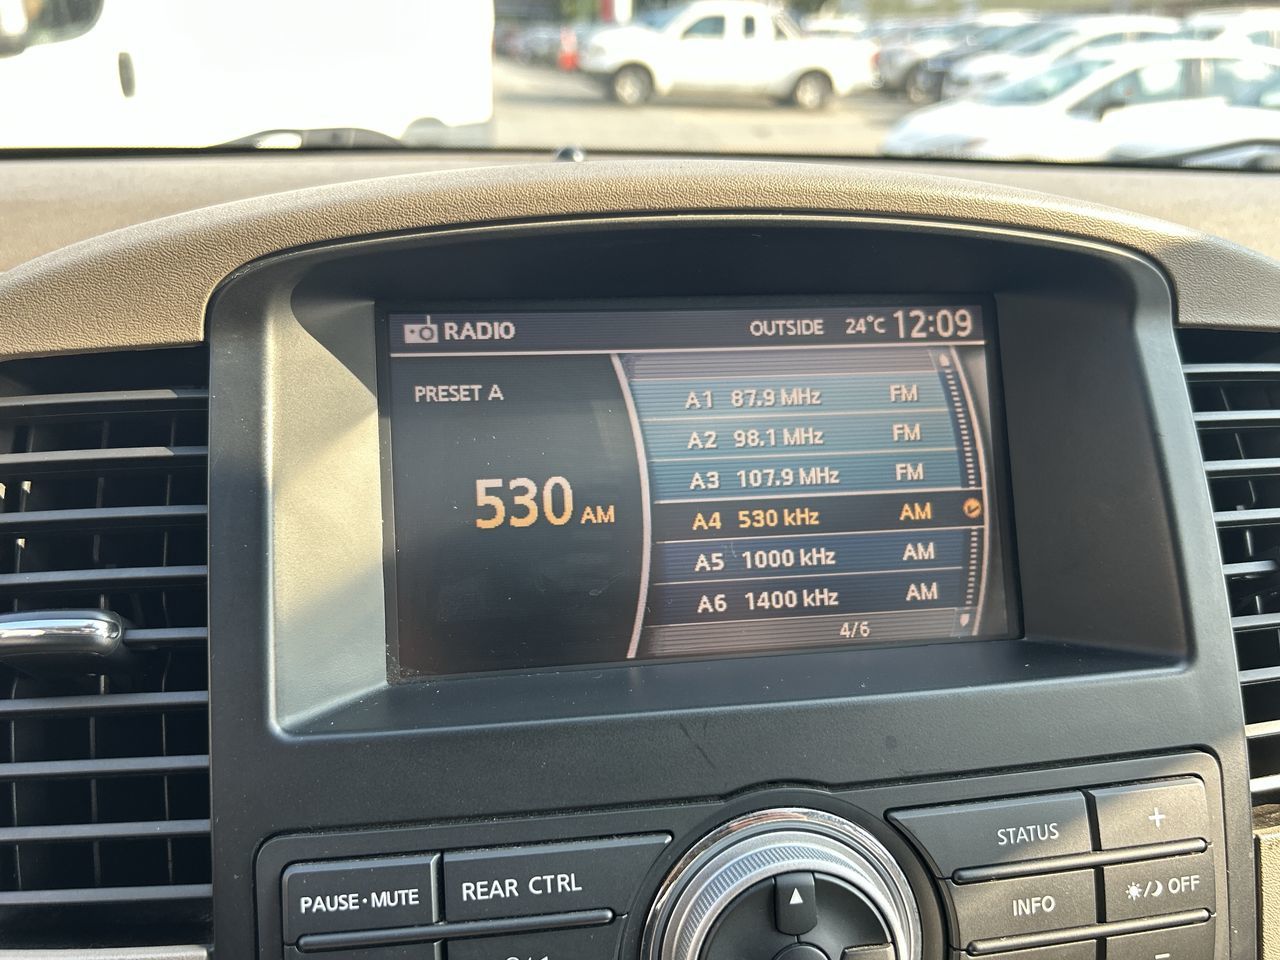 RADIO OUTSIDE 24°C 12:09
PRESET A
530 AM
A1 87.9 MHz FM
A2 98.1 MHz FM
A3 107.9 MHz FM
A4 530 kHz AM
A5 1000 kHz AM
A6 1400 kHz AM
4/6
PAUSE·MUTE
REAR CTRL
STATUS
+
INFO
OFF
-